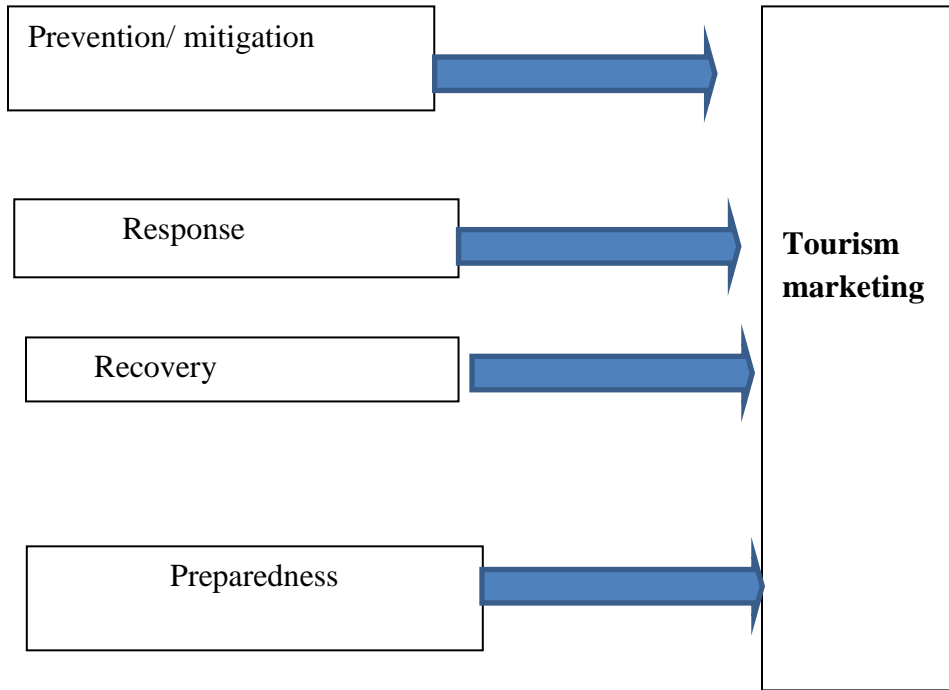 Prevention/ mitigation
Response
Recovery
Preparedness
Tourism
marketing